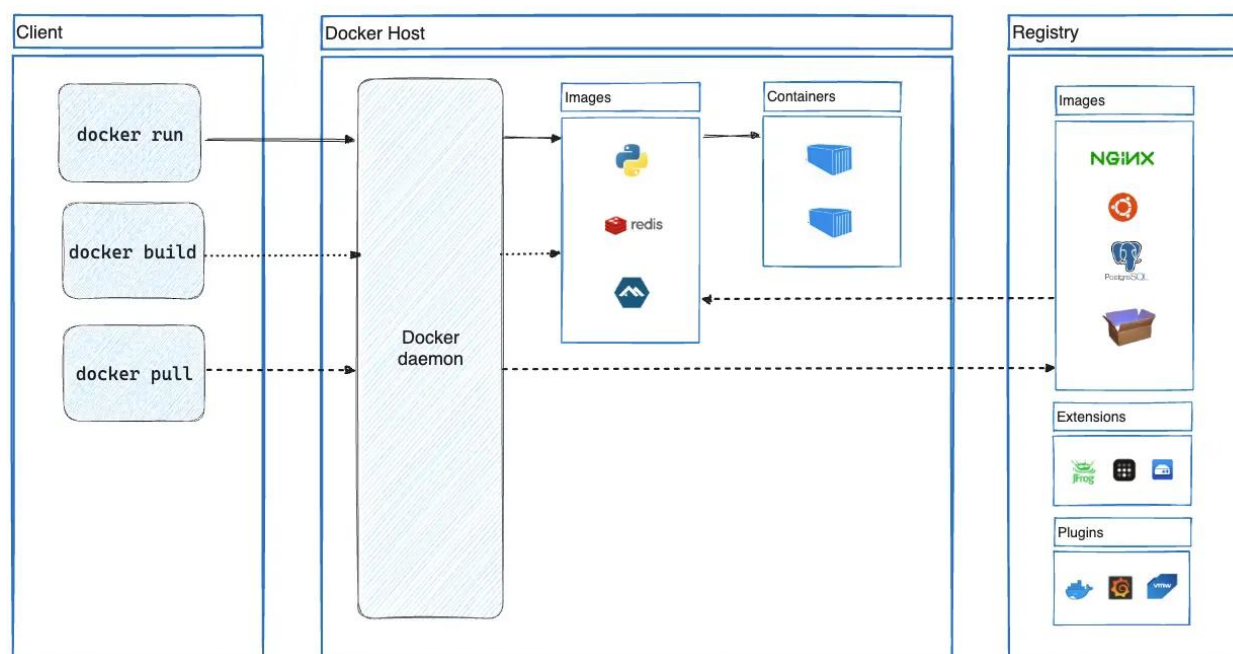 Client
docker run
docker build
docker pull
Docker Host
Docker
daemon
Images
redis
Containers
Registry
Images
NGINX
PostgreSQL
Extensions
JFrog
Plugins
vmw